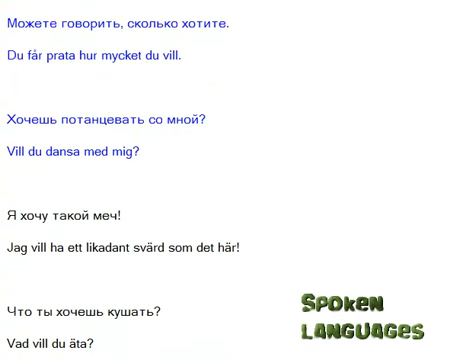 Можете говорить, сколько хотите.
Du får prata hur mycket du vill.
Хочешь потанцевать со мной?
Vill du dansa med mig?
Я хочу такой меч!
Jag vill ha ett likadant svärd som det här!
Что ты хочешь кушать?
Vad vill du äta?
Spoken
Languages